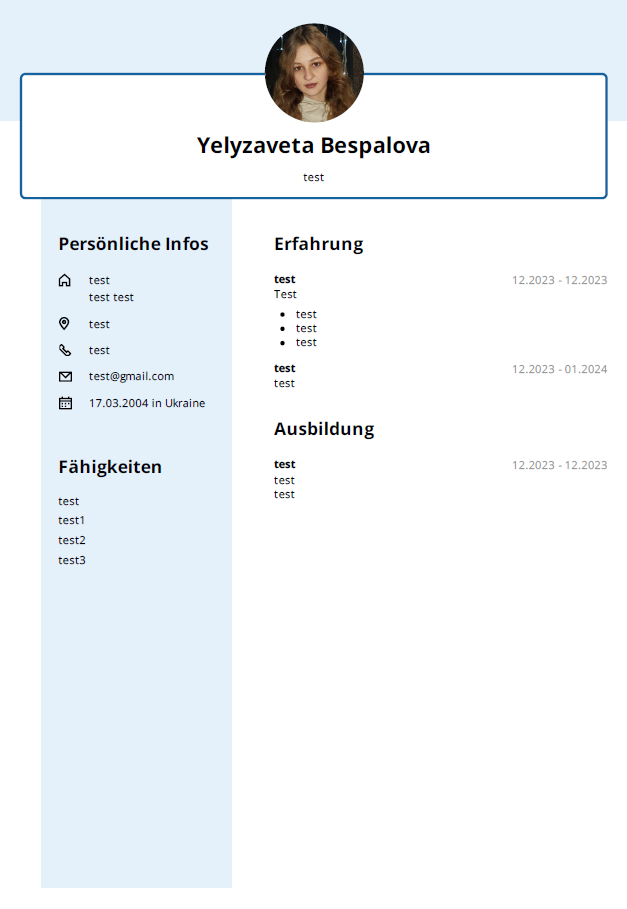 Yelyzaveta Bespalova
test
Persönliche Infos
test
test test
test
test
test@gmail.com
17.03.2004 in Ukraine
Fähigkeiten
test
test1
test2
test3
Erfahrung
test 12.2023 - 12.2023
Test
• test
• test
• test
test 12.2023 - 01.2024
test
Ausbildung
test 12.2023 - 12.2023
test
test